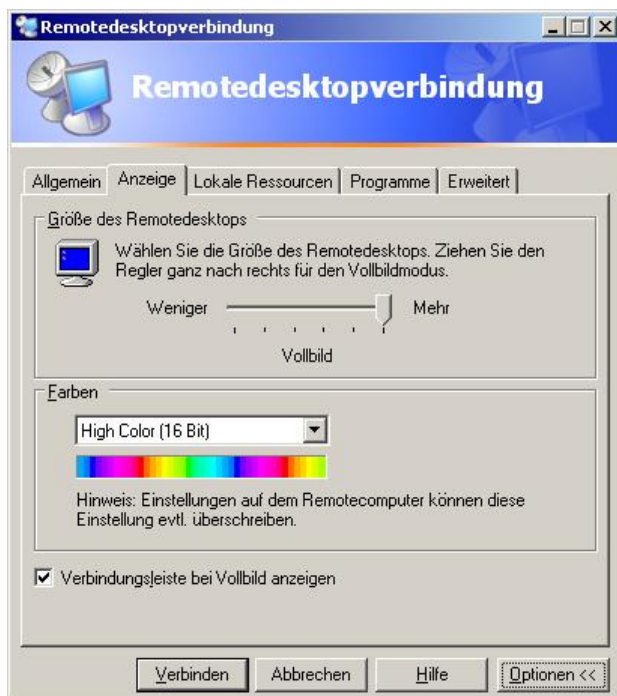 Remotedesktopverbindung
Remotedesktopverbindung
Allgemein Anzeige Lokale Ressourcen Programme Erweitert
Größe des Remotedesktops
Wählen Sie die Größe des Remotedesktops. Ziehen Sie den
Regler ganz nach rechts für den Vollbildmodus.
Weniger Mehr
Vollbild
Farben
High Color (16 Bit)
Hinweis: Einstellungen auf dem Remotecomputer können diese
Einstellung evtl. überschreiben.
Verbindungsleiste bei Vollbild anzeigen
Verbinden Abbrechen Hilfe Optionen <<